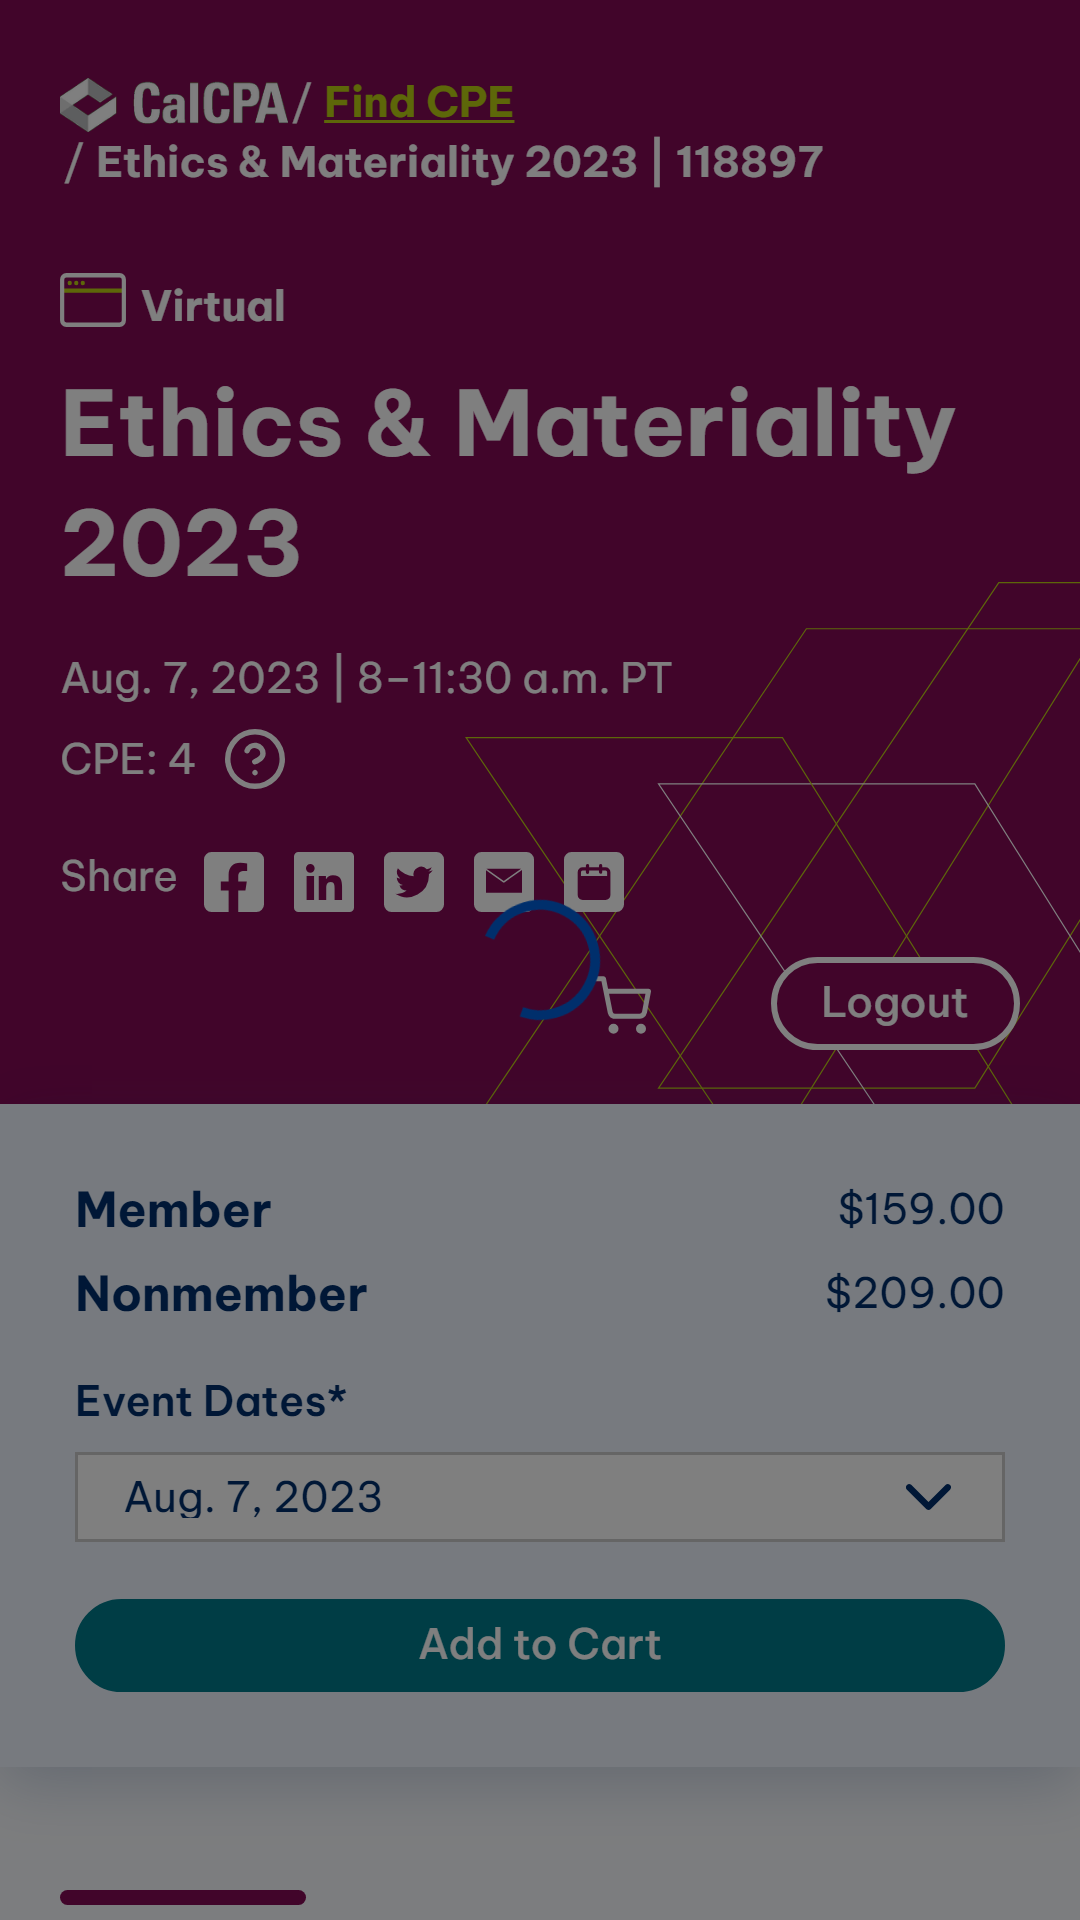 CalCPA / Find CPE
/ Ethics & Materiality 2023 | 118897
Virtual
Ethics & Materiality
2023
Aug. 7, 2023 | 8–11:30 a.m. PT
CPE: 4 ?
Share
Logout
Member $159.00
Nonmember $209.00
Event Dates*
Aug. 7, 2023
Add to Cart